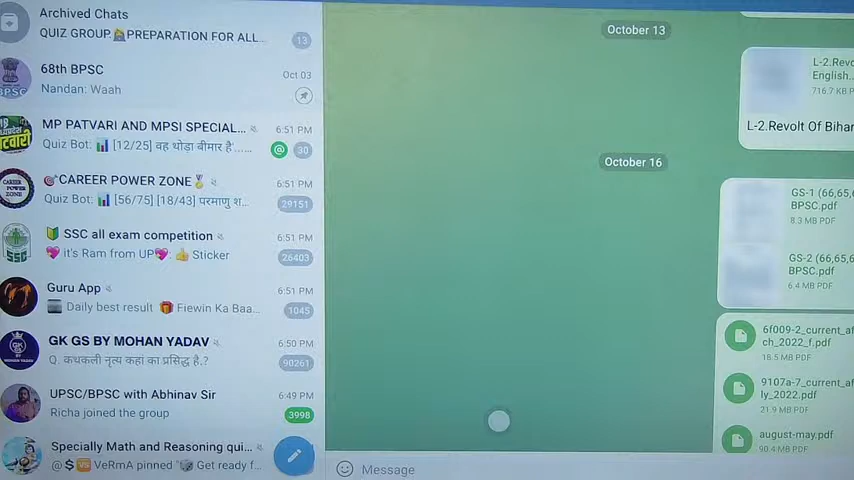 Archived Chats
QUIZ GROUP.🙋PREPARATION FOR ALL...
13
68th BPSC
Oct 03
Nandan: Waah
BPSC
MP PATVARI AND MPSI SPECIAL...
6:51 PM
Quiz Bot: 📊 [12/25] वह थोड़ा बीमार है'......
@ 30
🎯CAREER POWER ZONE🏅
6:51 PM
Quiz Bot: 📊 [56/75] [18/43] परमाणु श...
29151
CAREER POWER ZONE
🔰 SSC all exam competition
6:51 PM
💖 it's Ram from UP💖: 👍 Sticker
26403
SSC
Guru App
6:51 PM
Daily best result 🎁 Fiewin Ka Baa...
1045
GK GS BY MOHAN YADAV
6:50 PM
Q. कथकली नृत्य कहां का प्रसिद्ध है.?
90261
UPSC/BPSC with Abhinav Sir
6:49 PM
Richa joined the group
3998
Specially Math and Reasoning qui...
VeRmA pinned "🎲 Get ready f...
October 13
L-2.Revo
English...
716.7 KB P
L-2.Revolt Of Bihar
October 16
GS-1 (66,65,6
BPSC.pdf
8.3 MB PDF
GS-2 (66,65,6
BPSC.pdf
6.4 MB PDF
6f009-2_current_af
ch_2022_f.pdf
18.5 MB PDF
9107a-7_current_af
ly_2022.pdf
21.9 MB PDF
august-may.pdf
90.4 MB PDF
Message